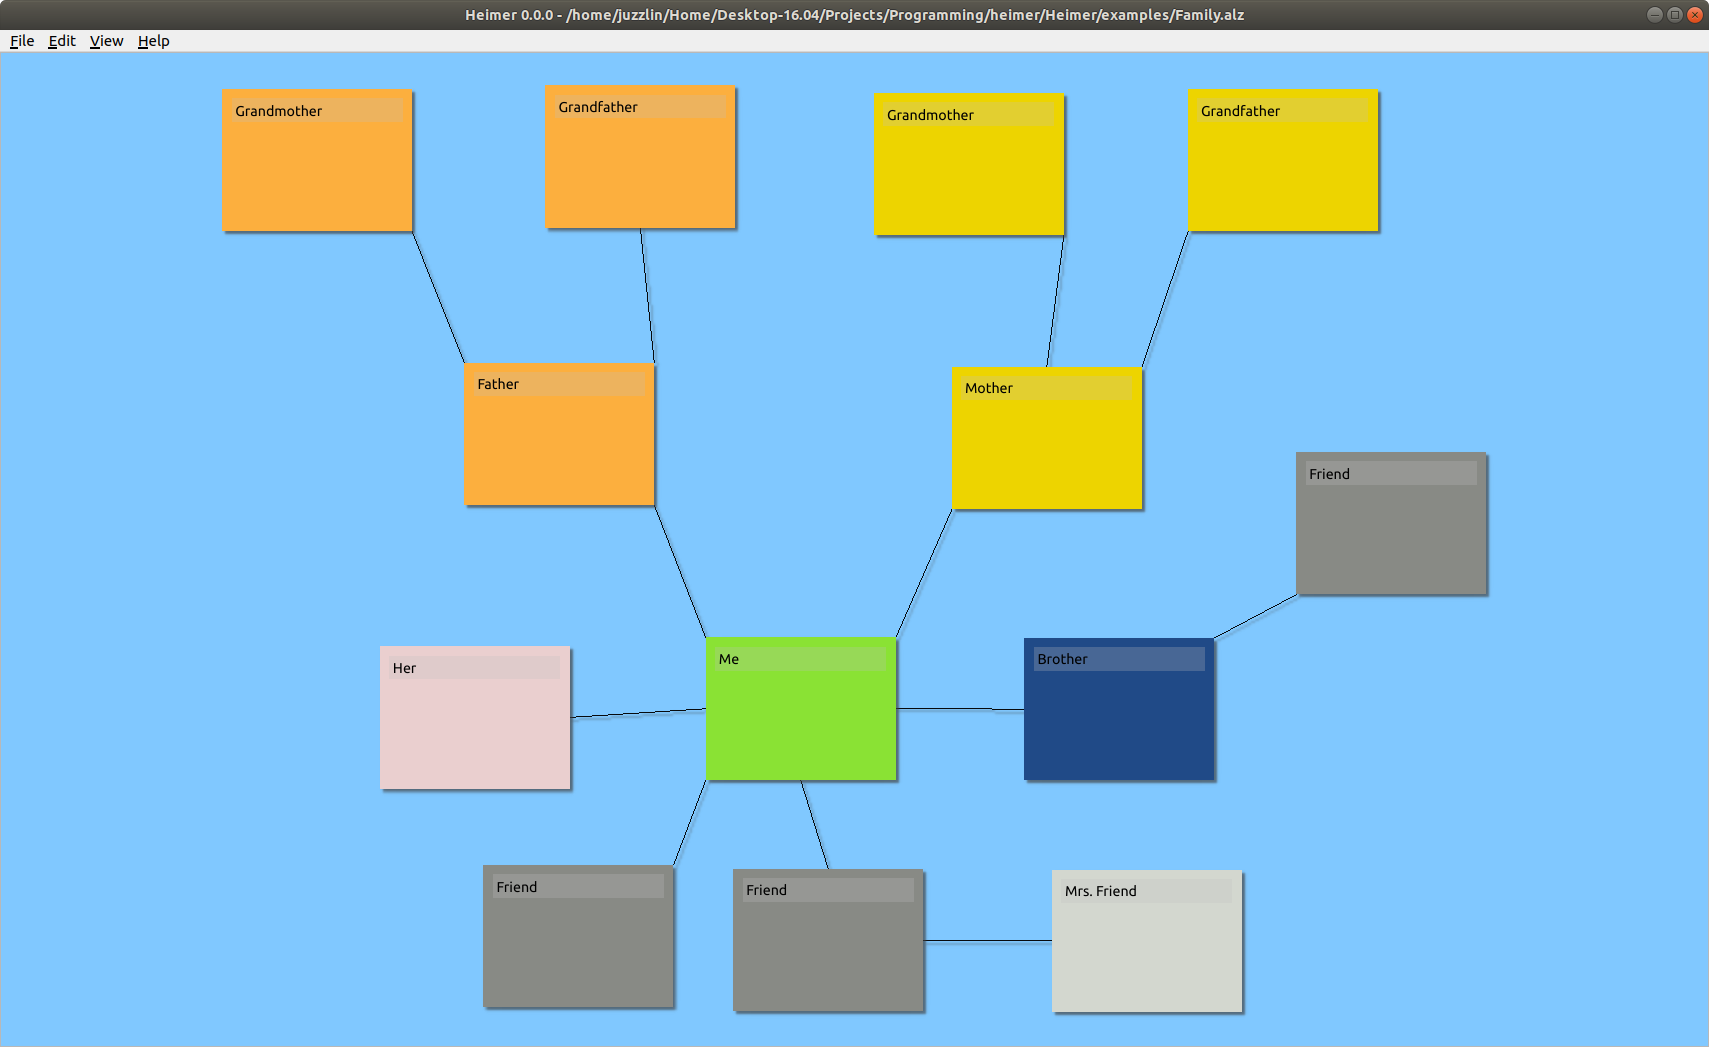 Heimer 0.0.0 - /home/juzzlin/Home/Desktop-16.04/Projects/Programming/heimer/Heimer/examples/Family.alz
File Edit View Help
Grandmother
Grandfather
Grandmother
Grandfather
Father
Mother
Friend
Her
Me
Brother
Friend
Friend
Mrs. Friend